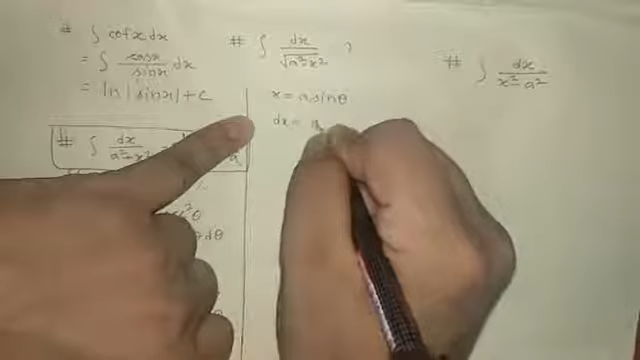 # ∫ cotx dx
= ∫ cosx/sinx dx
= ln|sinx| + c
# ∫ dx/a²+x²
θ
θ dθ
# ∫ dx/√a²-x² ,
x = a sinθ
dx =
# ∫ dx/x²-a²